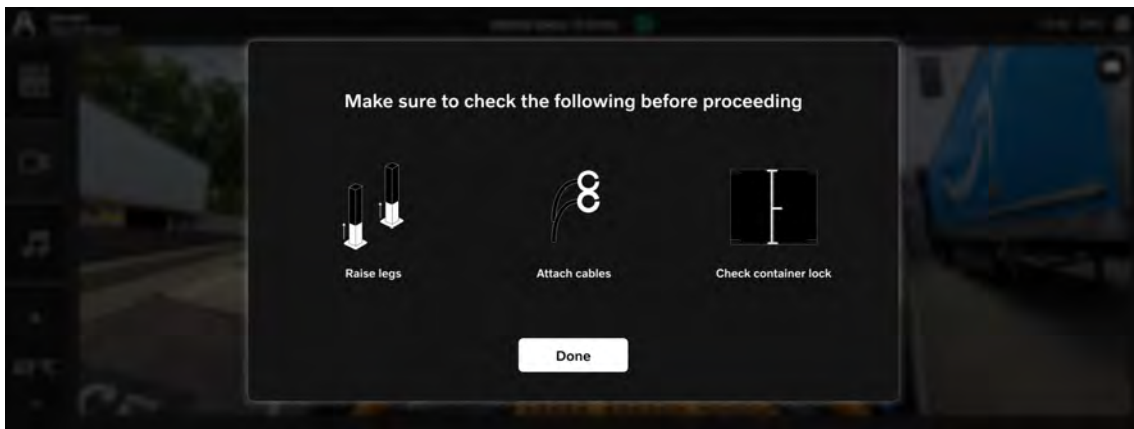 Make sure to check the following before proceeding
Raise legs
Attach cables
Check container lock
Done